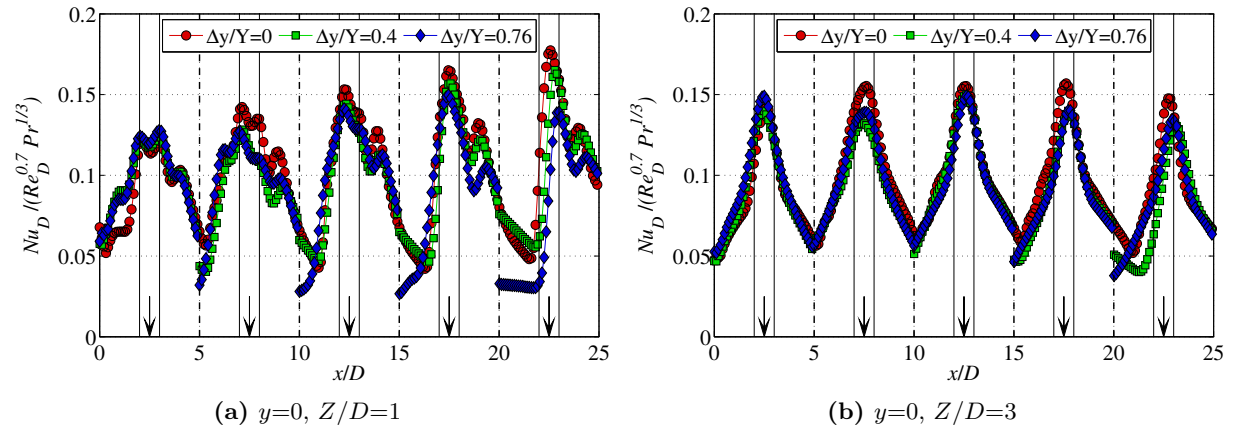 0.2
0.15
0.1
0.05
0
Nu_D /(Re_D^0.7 Pr^1/3)
Δy/Y=0 Δy/Y=0.4 Δy/Y=0.76
0 5 10 15 20 25
x/D
(a) y=0, Z/D=1
0.2
0.15
0.1
0.05
0
Nu_D /(Re_D^0.7 Pr^1/3)
Δy/Y=0 Δy/Y=0.4 Δy/Y=0.76
0 5 10 15 20 25
x/D
(b) y=0, Z/D=3